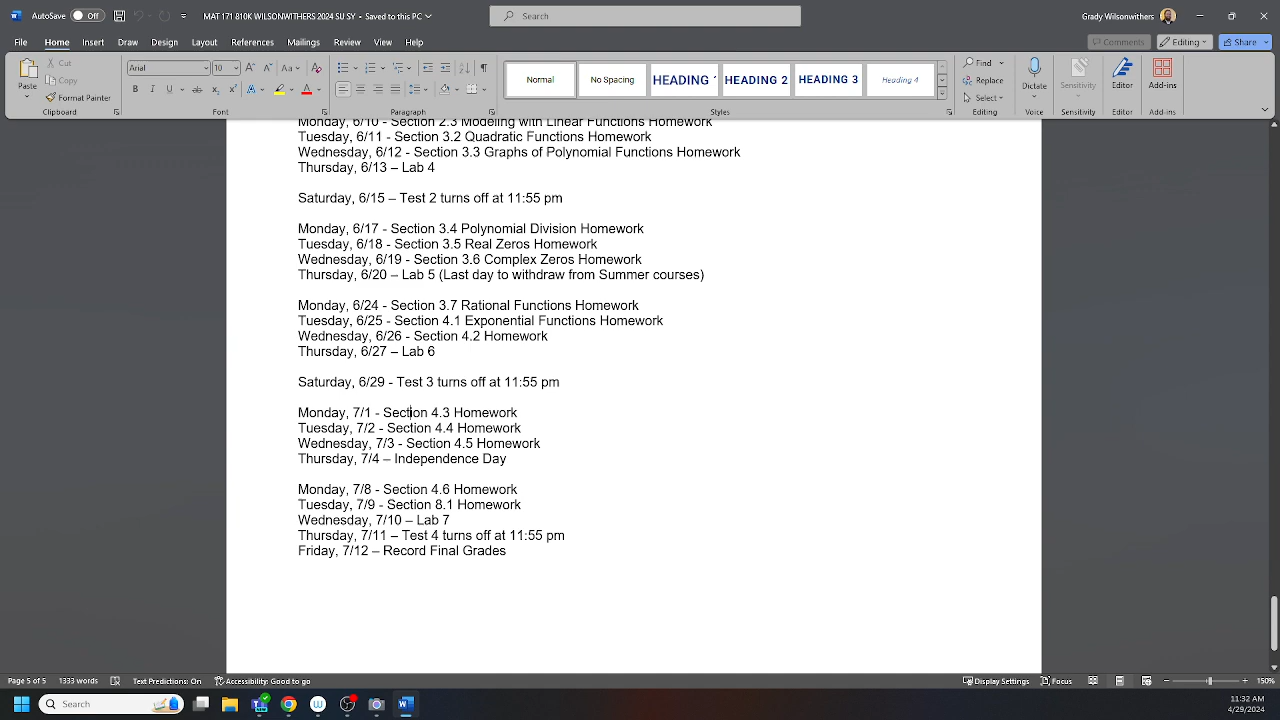 AutoSave Off MAT 171 810K WILSONWITHERS 2024 SU SY - Saved to this PC Search Grady Wilsonwithers
File Home Insert Draw Design Layout References Mailings Review View Help Comments Editing Share
Paste Cut Copy Format Painter Clipboard
Arial 10 Font
Paragraph
Normal No Spacing HEADING HEADING 2 HEADING 3 Heading 4 Styles
Find Replace Select Editing
Dictate Voice
Sensitivity Sensitivity
Editor Editor
Add-ins Add-ins
Monday, 6/10 - Section 2.3 Modeling with Linear Functions Homework
Tuesday, 6/11 - Section 3.2 Quadratic Functions Homework
Wednesday, 6/12 - Section 3.3 Graphs of Polynomial Functions Homework
Thursday, 6/13 – Lab 4
Saturday, 6/15 – Test 2 turns off at 11:55 pm
Monday, 6/17 - Section 3.4 Polynomial Division Homework
Tuesday, 6/18 - Section 3.5 Real Zeros Homework
Wednesday, 6/19 - Section 3.6 Complex Zeros Homework
Thursday, 6/20 – Lab 5 (Last day to withdraw from Summer courses)
Monday, 6/24 - Section 3.7 Rational Functions Homework
Tuesday, 6/25 - Section 4.1 Exponential Functions Homework
Wednesday, 6/26 - Section 4.2 Homework
Thursday, 6/27 – Lab 6
Saturday, 6/29 - Test 3 turns off at 11:55 pm
Monday, 7/1 - Section 4.3 Homework
Tuesday, 7/2 - Section 4.4 Homework
Wednesday, 7/3 - Section 4.5 Homework
Thursday, 7/4 – Independence Day
Monday, 7/8 - Section 4.6 Homework
Tuesday, 7/9 - Section 8.1 Homework
Wednesday, 7/10 – Lab 7
Thursday, 7/11 – Test 4 turns off at 11:55 pm
Friday, 7/12 – Record Final Grades
Page 5 of 5 1333 words Text Predictions: On Accessibility: Good to go Display Settings Focus 150%
Search 11:32 AM
4/29/2024